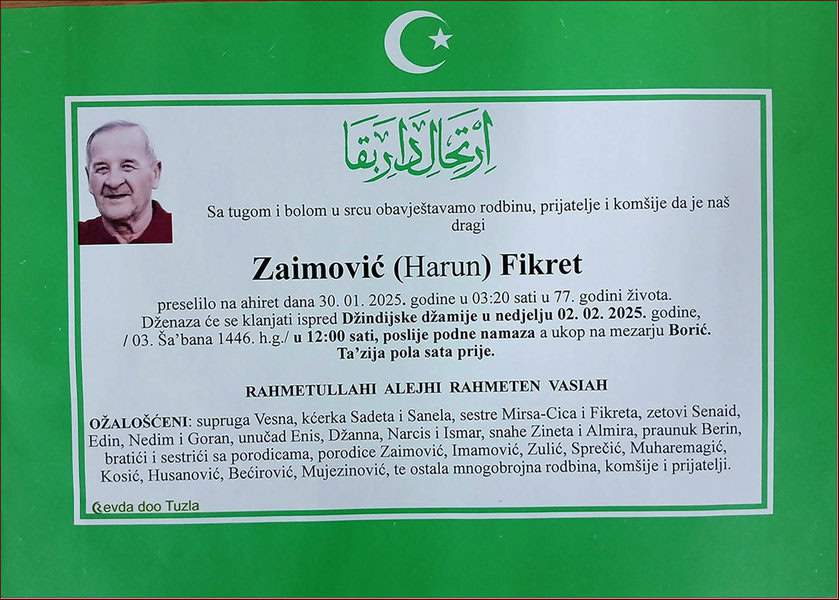 اِرْتِحَالِ دَارِ بَقَا
Sa tugom i bolom u srcu obavještavamo rodbinu, prijatelje i komšije da je naš
dragi
Zaimović (Harun) Fikret
preselilo na ahiret dana 30. 01. 2025. godine u 03:20 sati u 77. godini života.
Dženaza će se klanjati ispred Džindijske džamije u nedjelju 02. 02. 2025. godine,
/ 03. Ša'bana 1446. h.g./ u 12:00 sati, poslije podne namaza a ukop na mezarju Borić.
Ta'zija pola sata prije.
RAHMETULLAHI ALEJHI RAHMETEN VASIAH
OŽALOŠĆENI: supruga Vesna, kćerka Sadeta i Sanela, sestre Mirsa-Cica i Fikreta, zetovi Senaid,
Edin, Nedim i Goran, unučad Enis, Džanna, Narcis i Ismar, snahe Zineta i Almira, praunuk Berin,
bratići i sestrići sa porodicama, porodice Zaimović, Imamović, Zulić, Sprečić, Muharemagić,
Kosić, Husanović, Bećirović, Mujezinović, te ostala mnogobrojna rodbina, komšije i prijatelji.
evda doo Tuzla